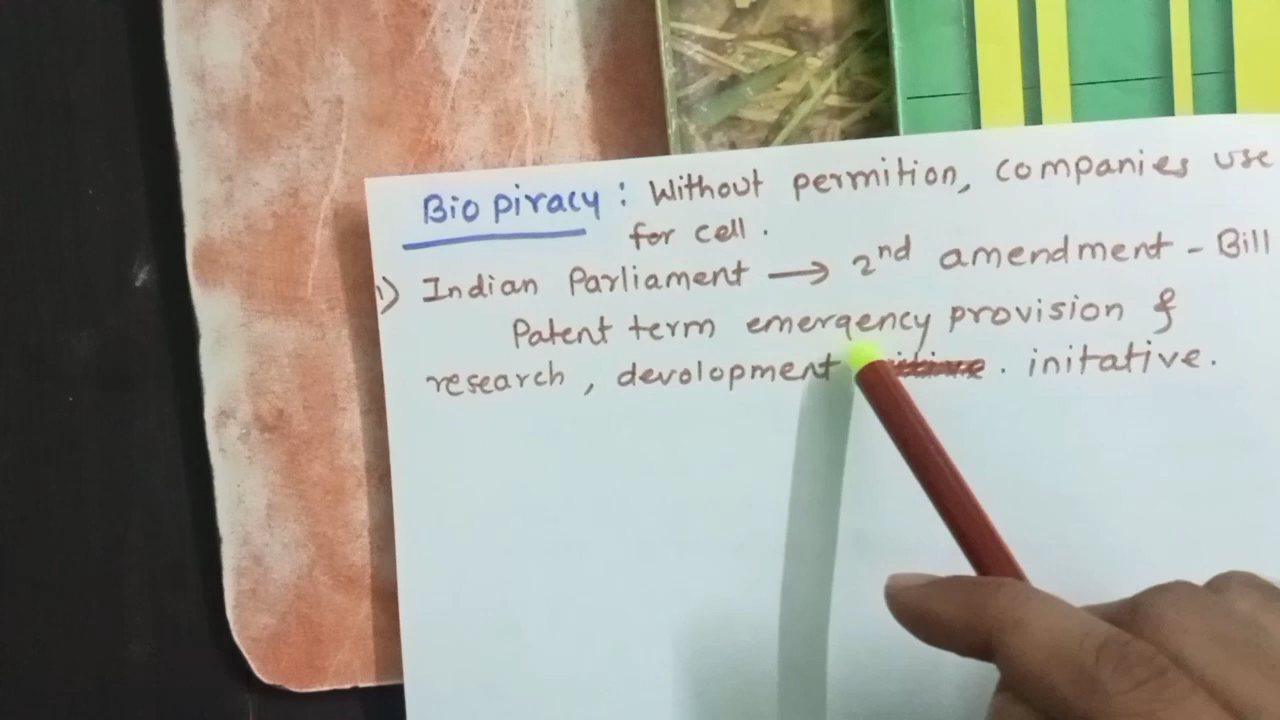 Bio piracy : Without permition, companies use
for cell .
1) Indian Parliament → 2nd amendment - Bill
Patent term emergency provision &
research , devolopment . initative .